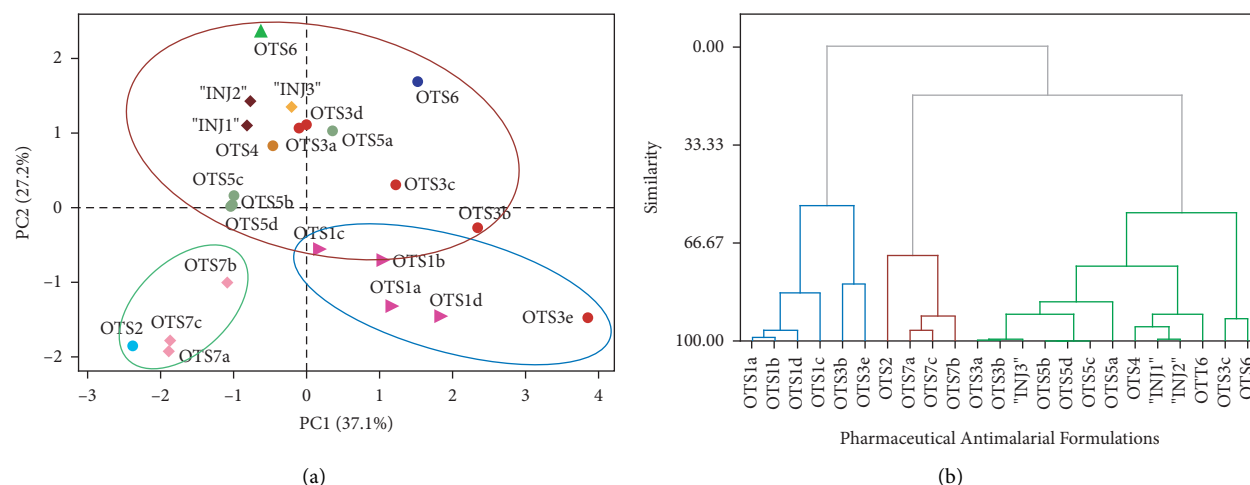 2
1
0
−1
−2
PC2 (27.2%)
OTS6
"INJ2"
"INJ3"
OTS6
OTS3d
"INJ1"
OTS4
OTS3a
OTS5a
OTS5c
OTS5b
OTS5d
OTS3c
OTS3b
OTS1c
OTS1b
OTS7b
OTS1a
OTS1d
OTS2
OTS7c
OTS7a
OTS3e
−3
−2
−1
0
1
2
3
4
PC1 (37.1%)
(a)
0.00
33.33
66.67
100.00
Similarity
OTS1a
OTS1b
OTS1d
OTS1c
OTS3b
OTS3e
OTS2
OTS7a
OTS7c
OTS7b
OTS3a
OTS3b
"INJ3"
OTS5b
OTS5d
OTS5c
OTS5a
OTS4
"INJ1"
"INJ2"
OTT6
OTS3c
OTS6
Pharmaceutical Antimalarial Formulations
(b)